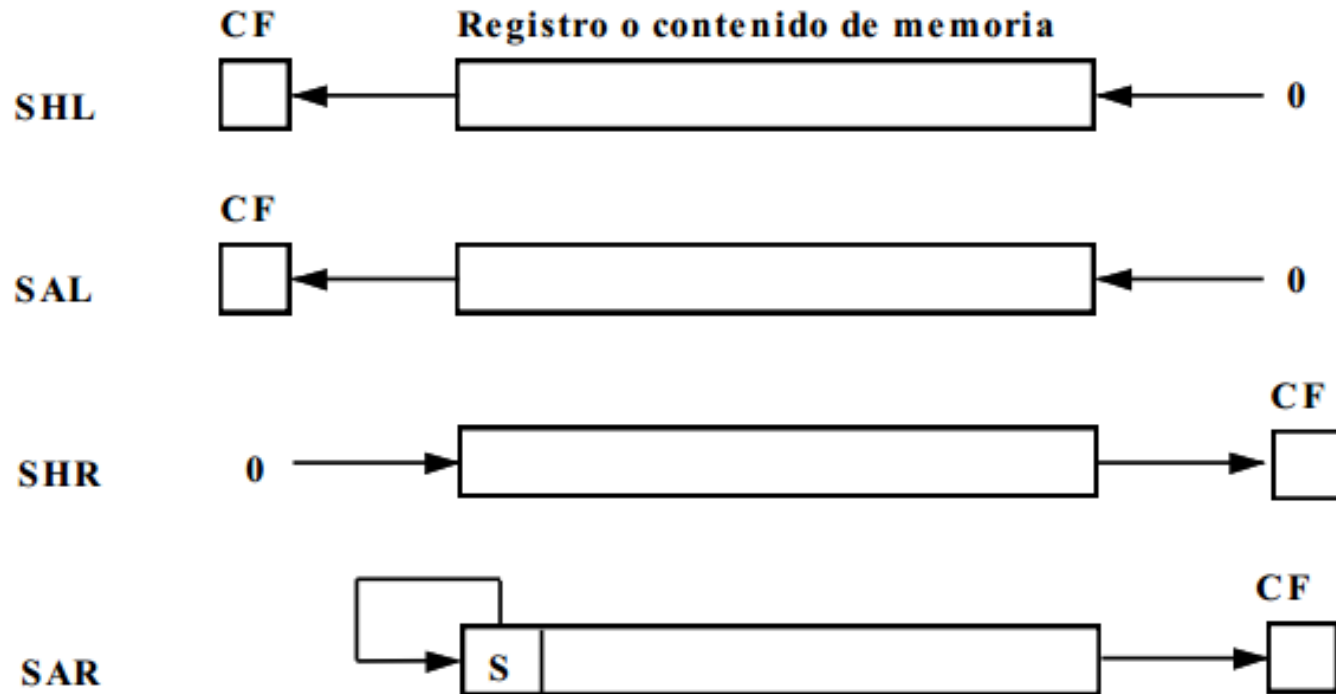 CF Registro o contenido de memoria
SHL 0
CF
SAL 0
CF
SHR 0
CF
SAR S